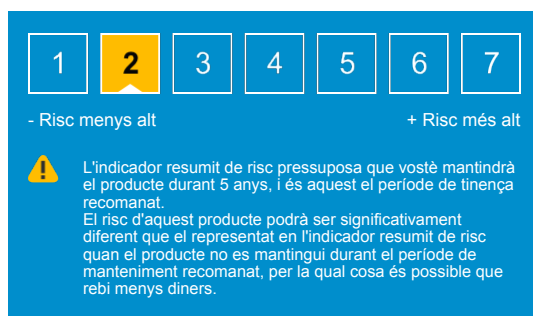 1 2 3 4 5 6 7
- Risc menys alt + Risc més alt
L'indicador resumit de risc pressuposa que vostè mantindrà
el producte durant 5 anys, i és aquest el període de tinença
recomanat.
El risc d'aquest producte podrà ser significativament
diferent que el representat en l'indicador resumit de risc
quan el producte no es mantingui durant el període de
manteniment recomanat, per la qual cosa és possible que
rebi menys diners.